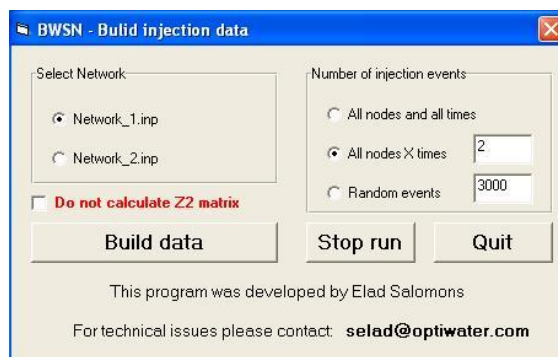 BWSN - Bulid injection data
Select Network
Network_1.inp
Network_2.inp
Do not calculate Z2 matrix
Number of injection events
All nodes and all times
All nodes X times 2
Random events 3000
Build data Stop run Quit
This program was developed by Elad Salomons
For technical issues please contact: selad@optiwater.com